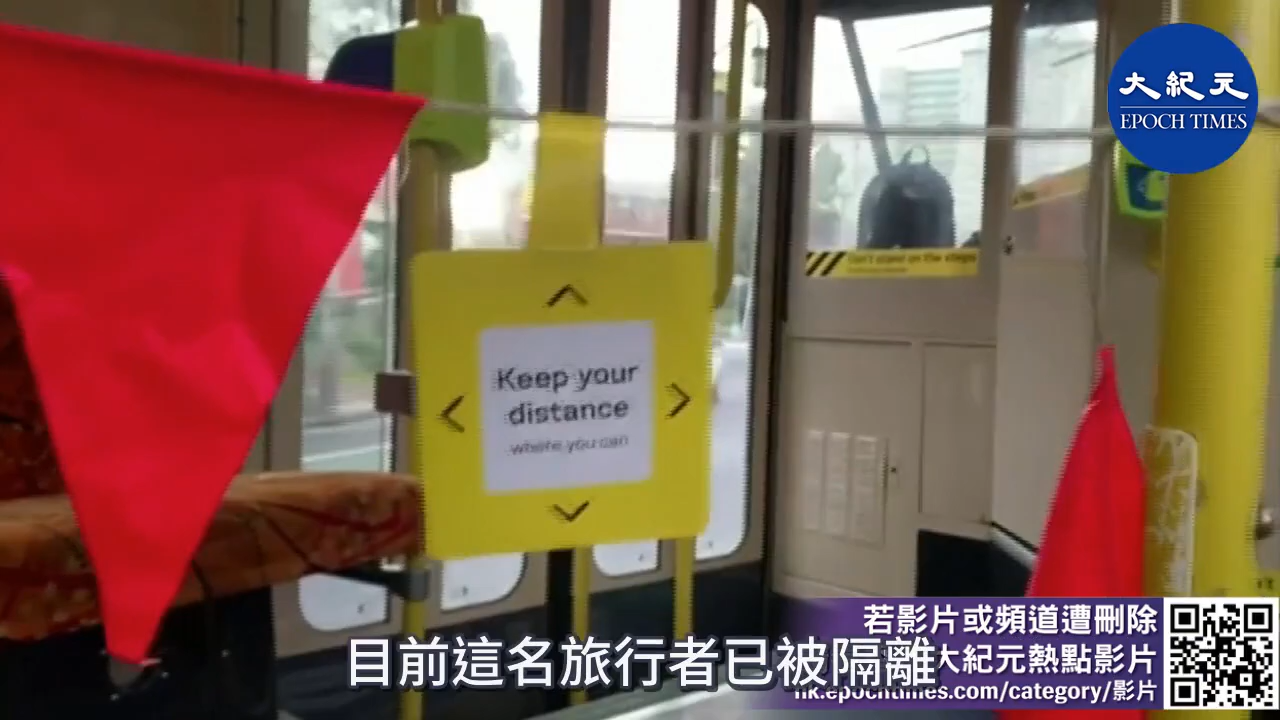 大紀元
EPOCH TIMES
Don't stand on the steps
Keep your
distance
where you can
若影片或頻道遭刪除
大紀元熱點影片
hk.epochtimes.com/category/影片
目前這名旅行者已被隔離